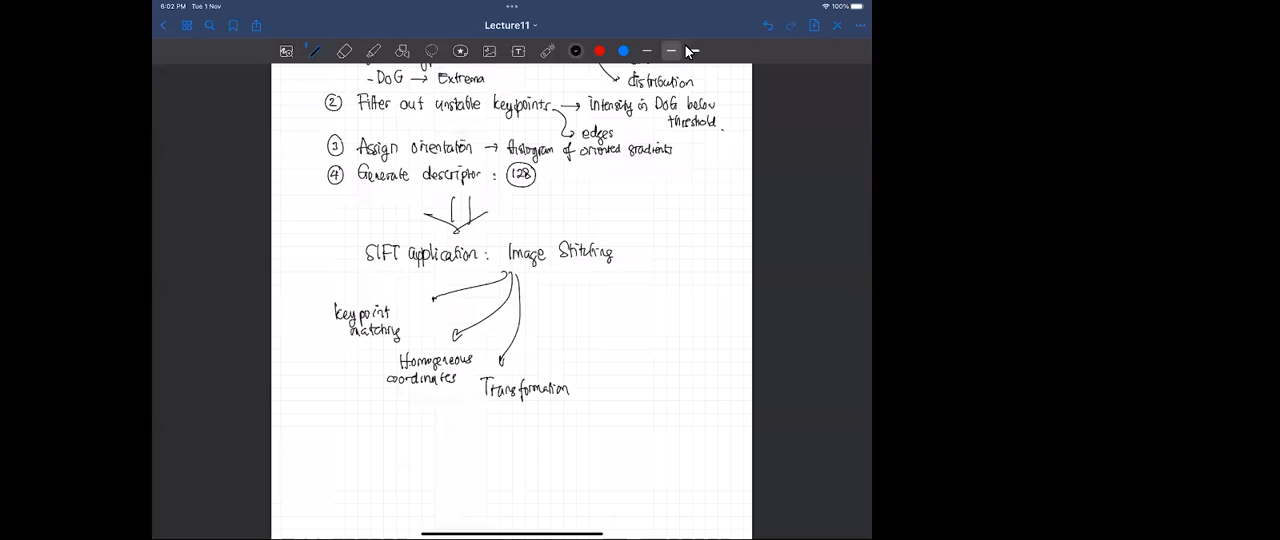 6:02 PM Tue 1 Nov
100%
Lecture11
- DoG → Extrema
distribution
② Filter out unstable keypoints → intensity in DoG below
threshold.
edges
③ Assign orientation → Histogram of oriented gradients
④ Generate descriptor : 128
SIFT application : Image Stitching
keypoint
matching
Homogeneous
coordinates
Transformation